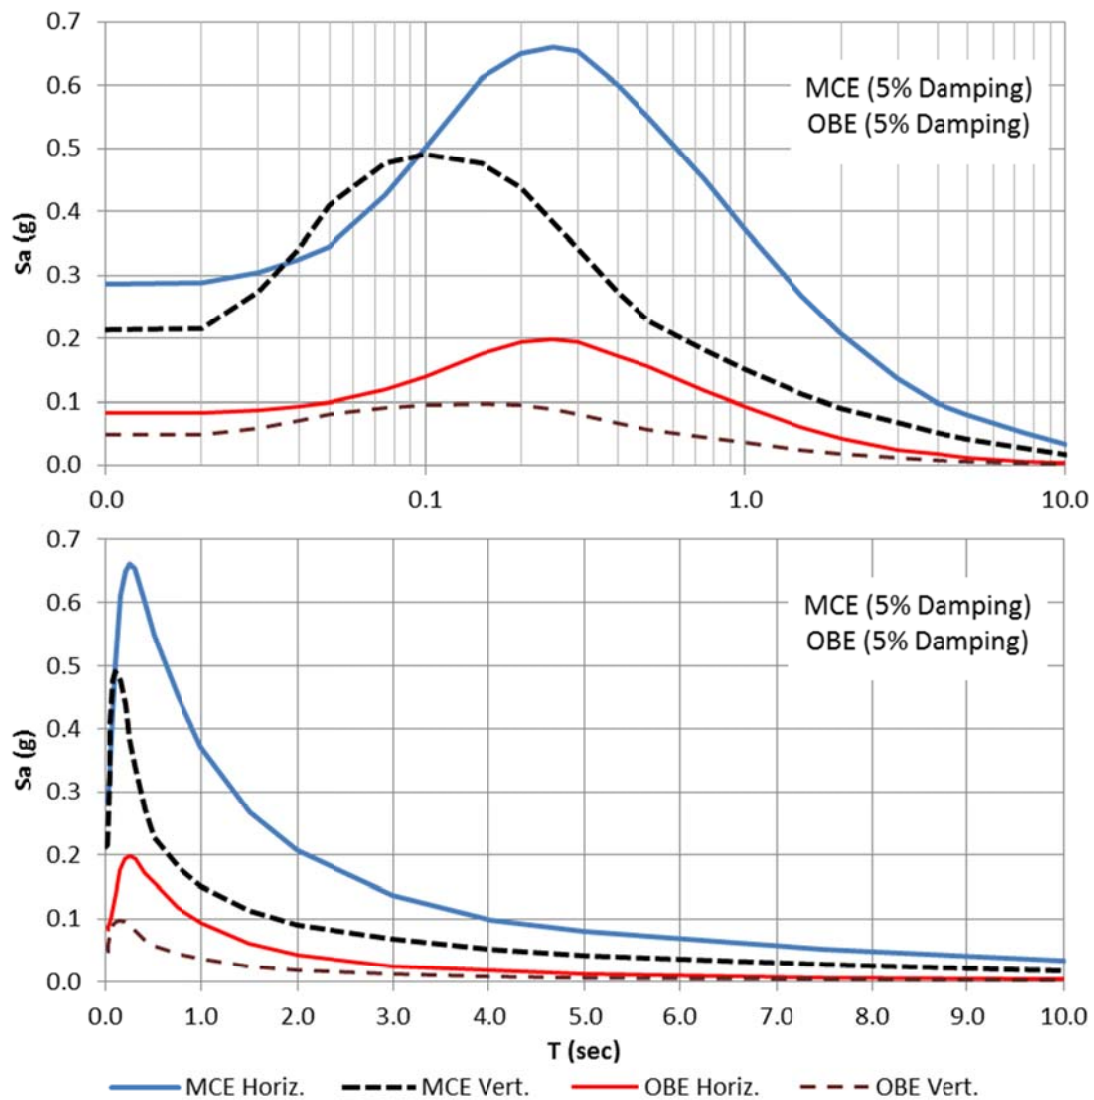 0.7
0.6
0.5
0.4
0.3
0.2
0.1
0.0
Sa (g)
MCE (5% Damping)
OBE (5% Damping)
0.0 0.1 1.0 10.0
0.7
0.6
0.5
0.4
0.3
0.2
0.1
0.0
Sa (g)
MCE (5% Damping)
OBE (5% Damping)
0.0 1.0 2.0 3.0 4.0 5.0 6.0 7.0 8.0 9.0 10.0
T (sec)
MCE Horiz. MCE Vert. OBE Horiz. OBE Vert.